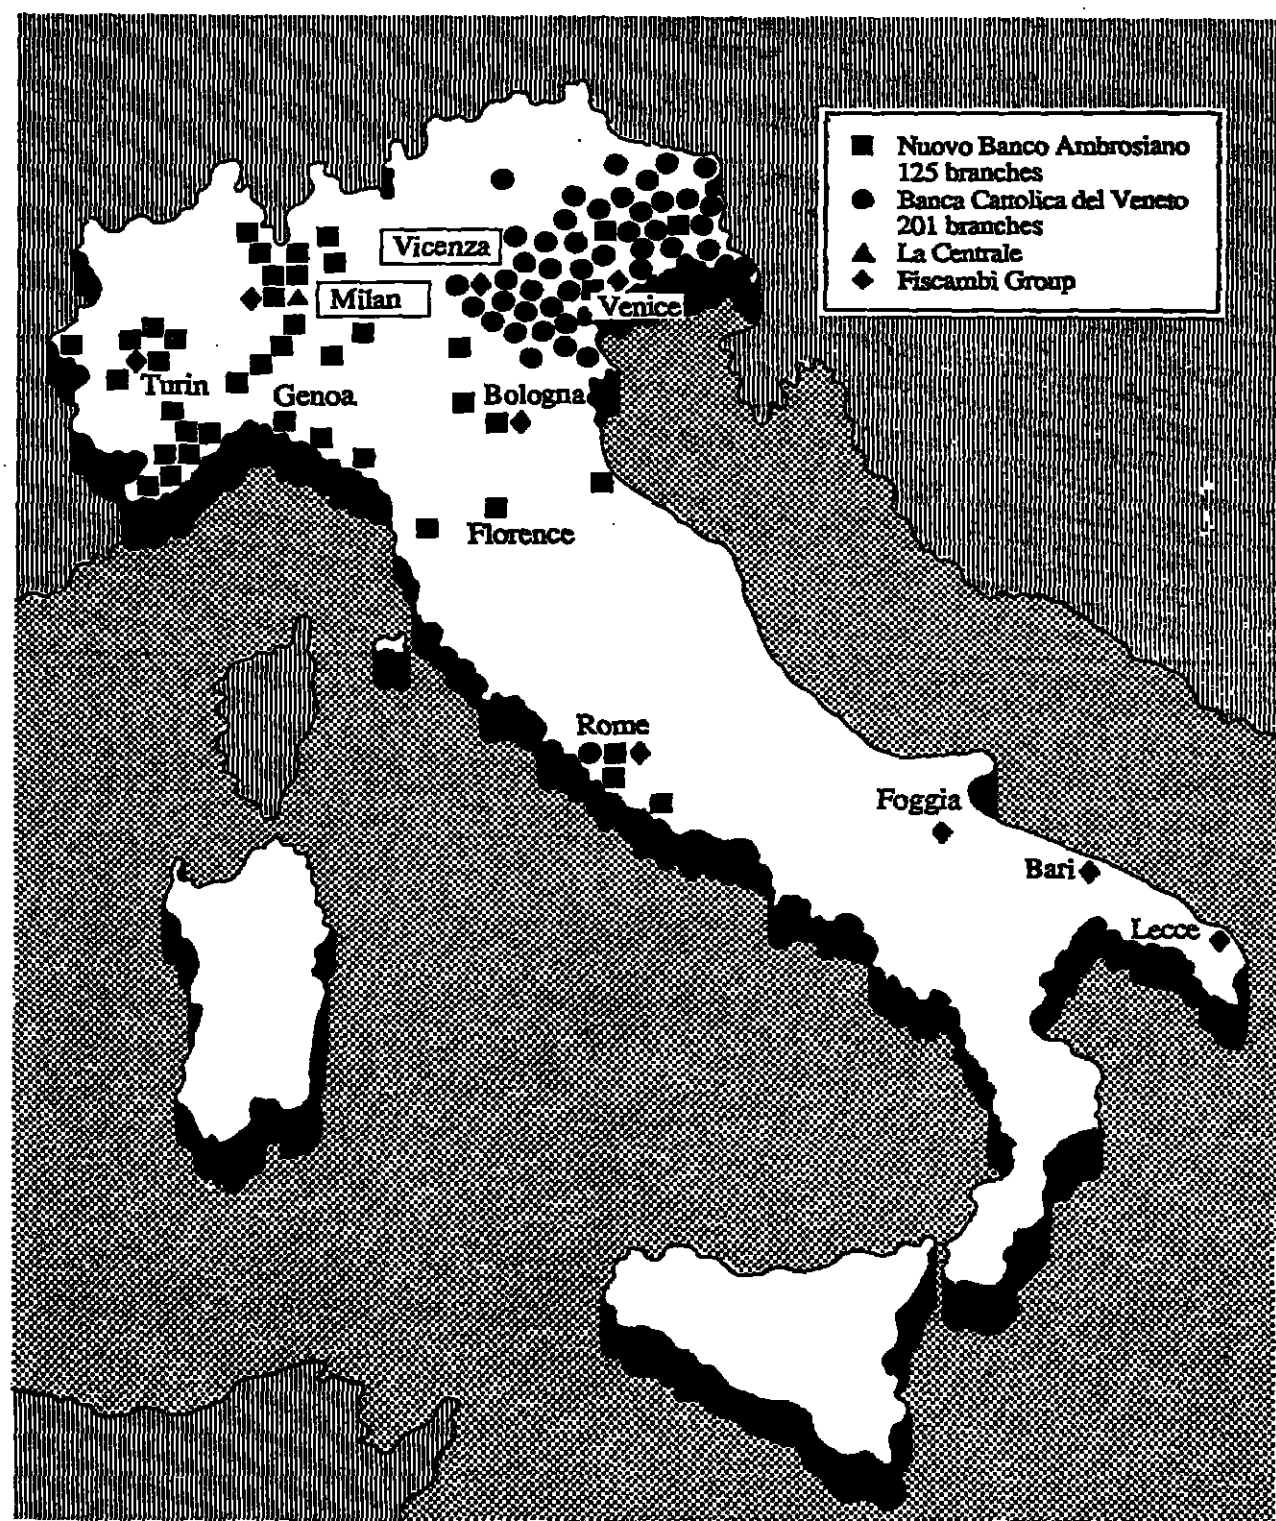 Nuovo Banco Ambrosiano
125 branches
Banca Cattolica del Veneto
201 branches
La Centrale
Fiscambi Group
Vicenza
Milan
Venice
Turin
Genoa
Bologna
Florence
Rome
Foggia
Bari
Lecce